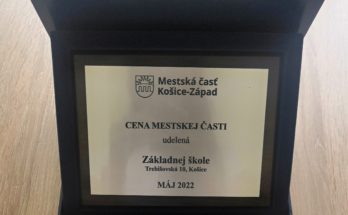 Mestská časť
Košice-Západ
CENA MESTSKEJ ČASTI
udelená
Základnej škole
Trebišovská 10, Košice
MÁJ 2022